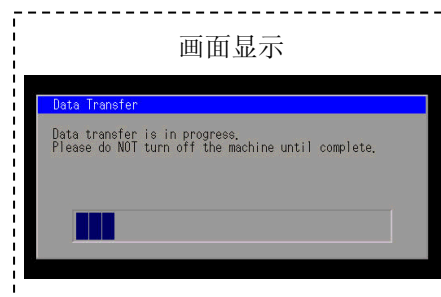 画面显示
Data Transfer
Data transfer is in progress.
Please do NOT turn off the machine until complete.